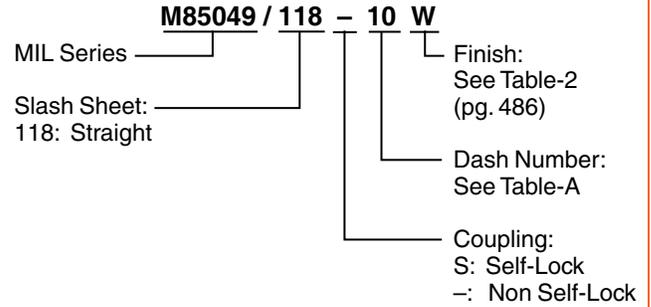 M85049 / 118 – 10 W
MIL Series
Slash Sheet:
118: Straight
Finish:
See Table-2
(pg. 486)
Dash Number:
See Table-A
Coupling:
S: Self-Lock
–: Non Self-Lock